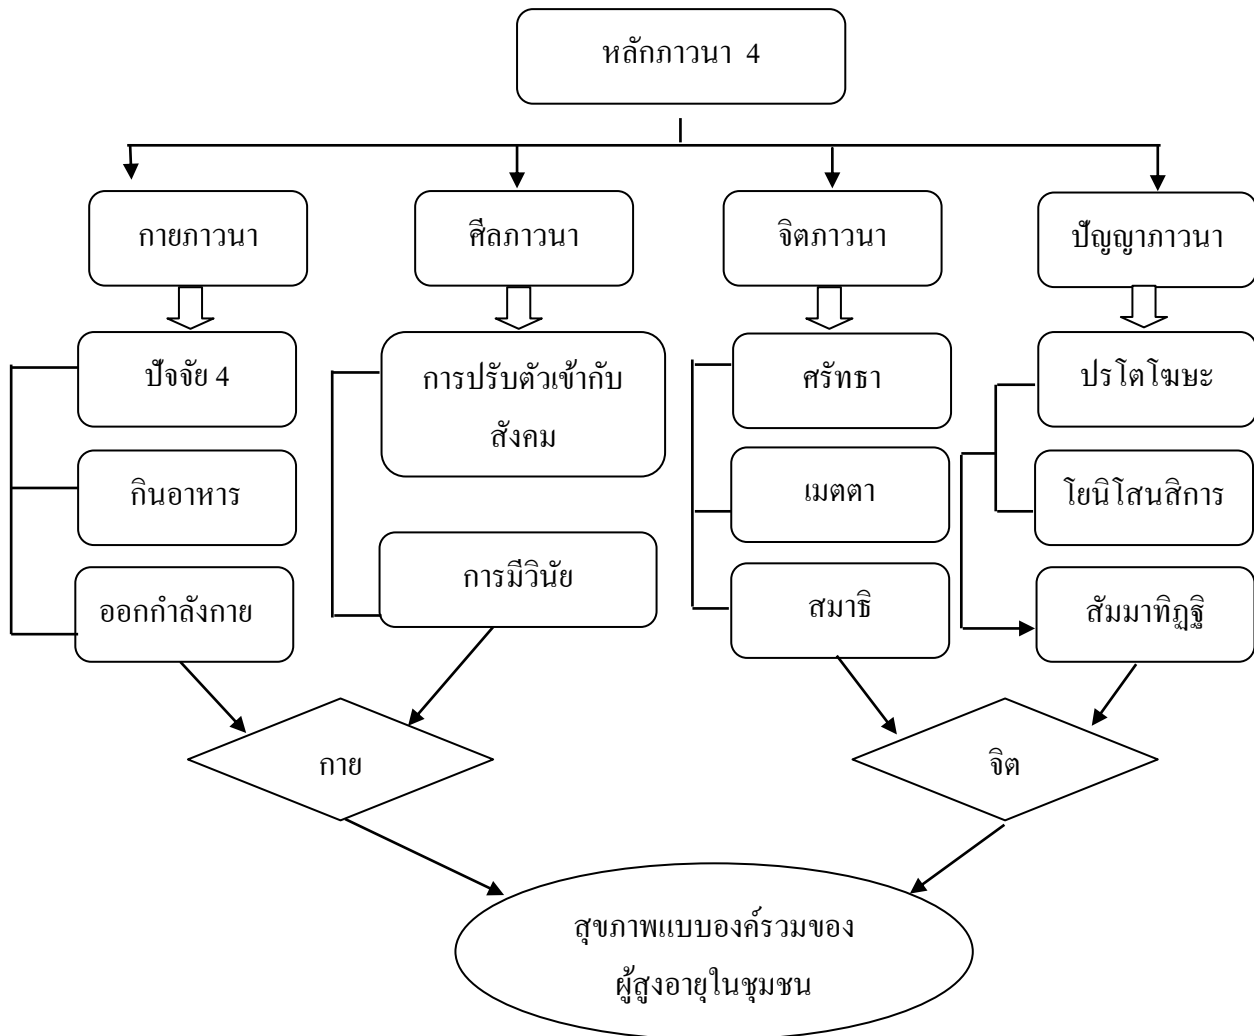 หลักภาวนา 4
กายภาวนา
ศีลภาวนา
จิตภาวนา
ปัญญาภาวนา
ปัจจัย 4
การปรับตัวเข้ากับ
สังคม
ศรัทธา
ปรโตโฆษะ
กินอาหาร
เมตตา
โยนิโสนสิการ
ออกกำลังกาย
การมีวินัย
สมาธิ
สัมมาทิฏฐิ
กาย
จิต
สุขภาพแบบองค์รวมของ
ผู้สูงอายุในชุมชน